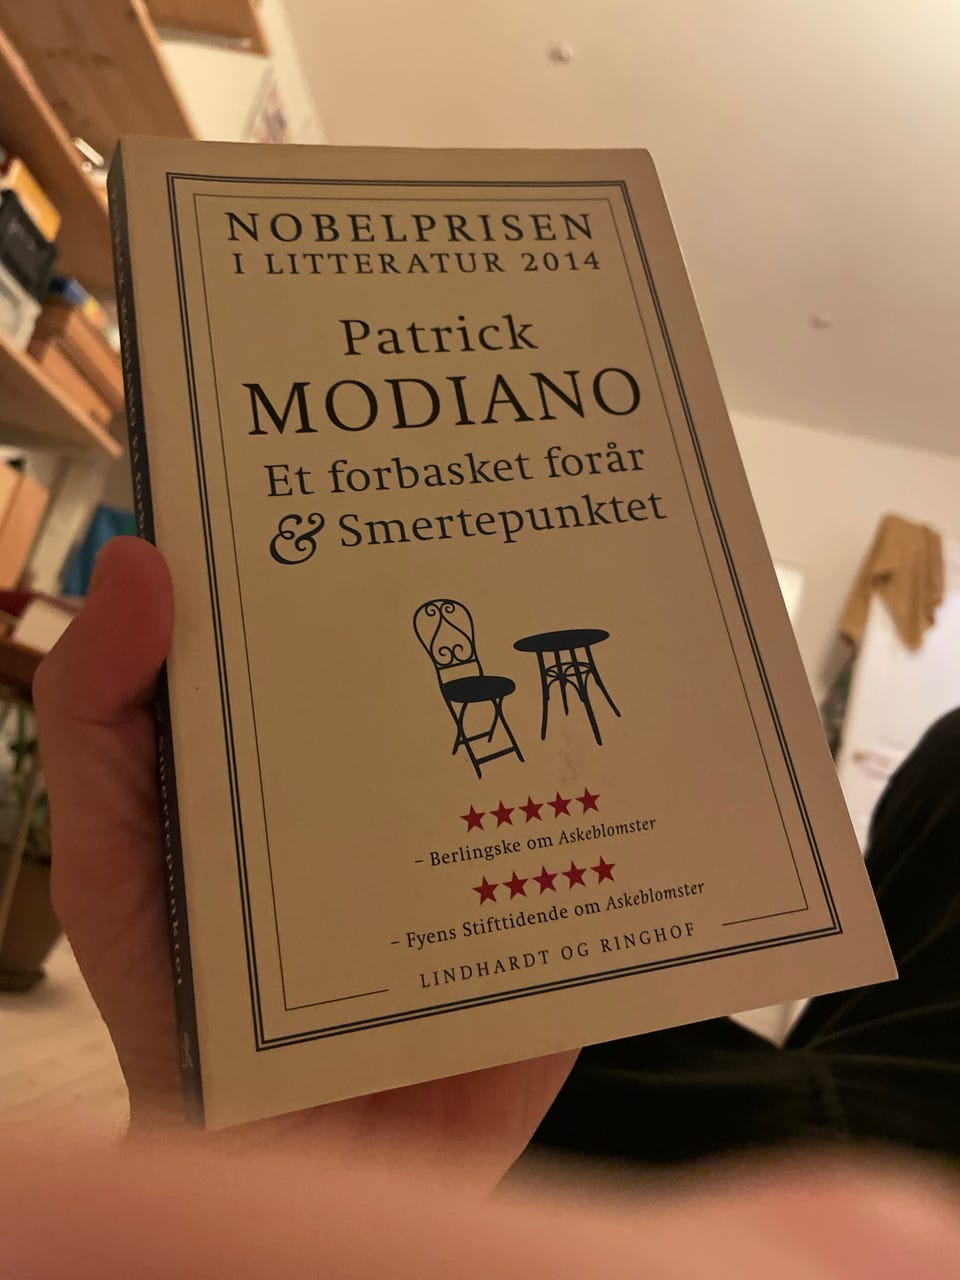 NOBELPRISEN
I LITTERATUR 2014
Patrick
MODIANO
Et forbasket forår
& Smertepunktet
★★★★★
– Berlingske om Askeblomster
★★★★★
– Fyens Stifttidende om Askeblomster
LINDHARDT OG RINGHOF